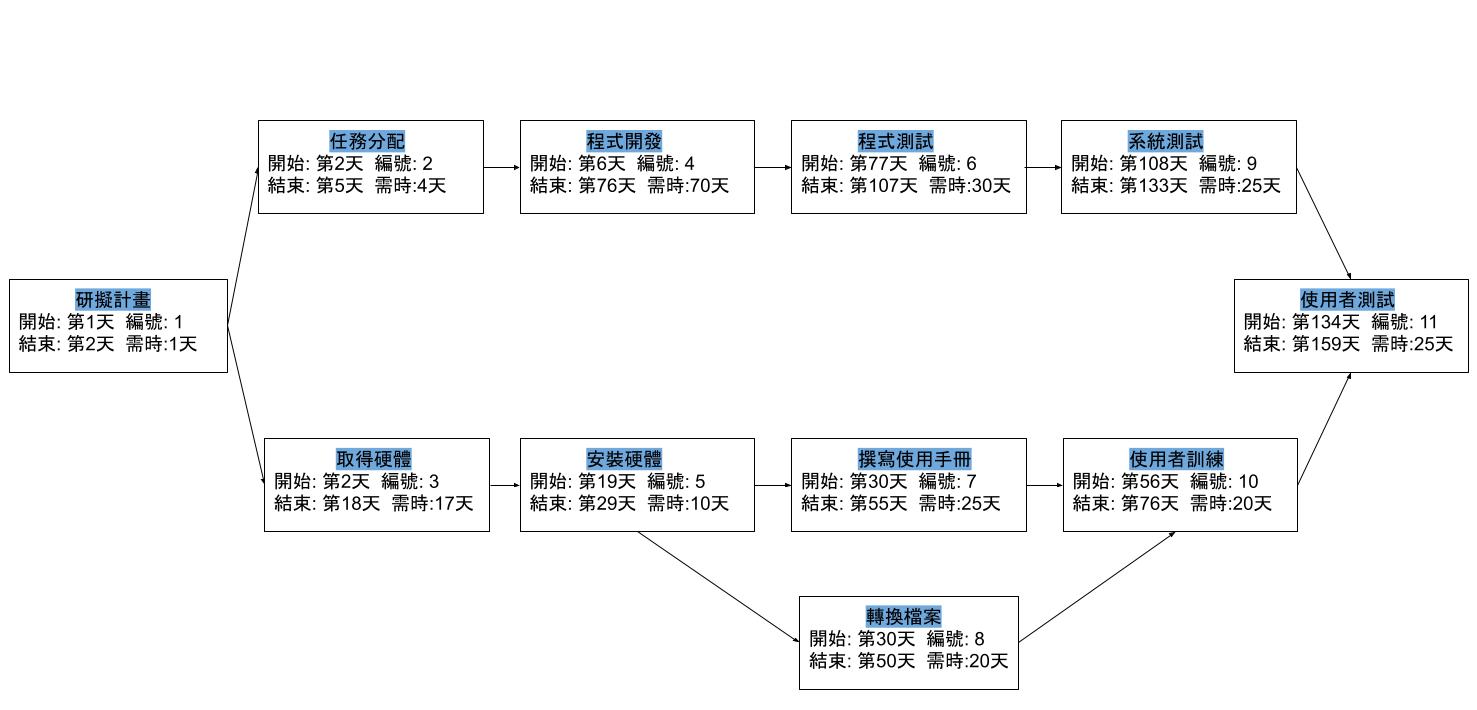 任務分配
開始: 第2天 編號: 2
結束: 第5天 需時:4天
程式開發
開始: 第6天 編號: 4
結束: 第76天 需時:70天
程式測試
開始: 第77天 編號: 6
結束: 第107天 需時:30天
系統測試
開始: 第108天 編號: 9
結束: 第133天 需時:25天
研擬計畫
開始: 第1天 編號: 1
結束: 第2天 需時:1天
使用者測試
開始: 第134天 編號: 11
結束: 第159天 需時:25天
取得硬體
開始: 第2天 編號: 3
結束: 第18天 需時:17天
安裝硬體
開始: 第19天 編號: 5
結束: 第29天 需時:10天
撰寫使用手冊
開始: 第30天 編號: 7
結束: 第55天 需時:25天
使用者訓練
開始: 第56天 編號: 10
結束: 第76天 需時:20天
轉換檔案
開始: 第30天 編號: 8
結束: 第50天 需時:20天